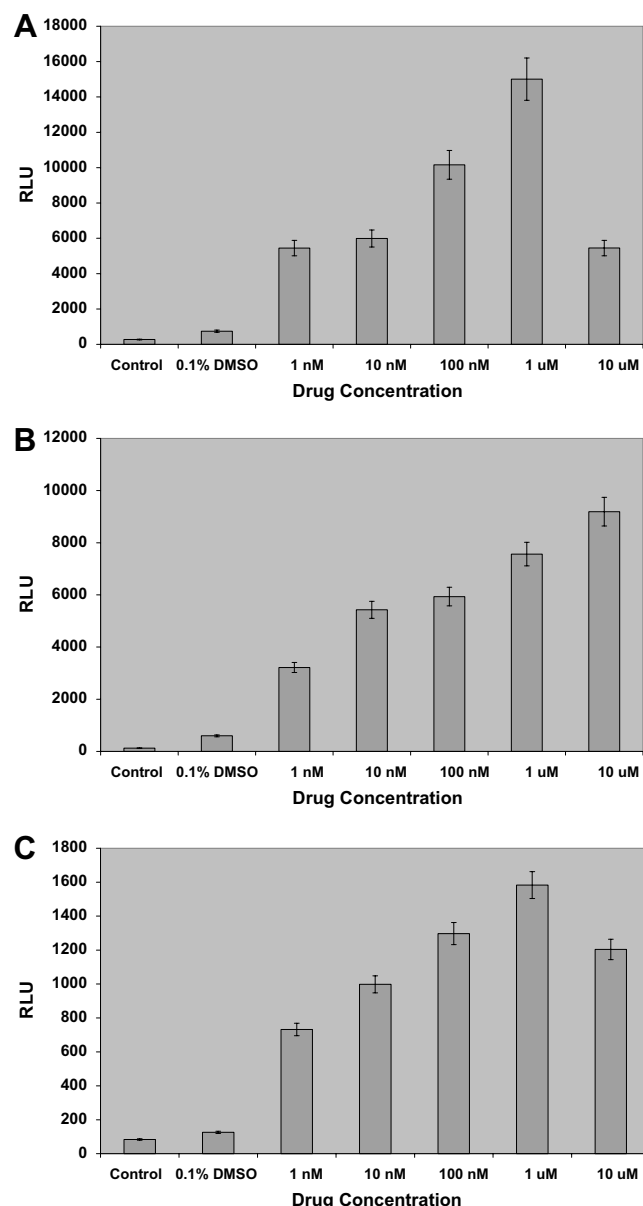 A
18000
16000
14000
12000
10000
8000
6000
4000
2000
0
RLU
Control 0.1% DMSO 1 nM 10 nM 100 nM 1 uM 10 uM
Drug Concentration
B
12000
10000
8000
6000
4000
2000
0
RLU
Control 0.1% DMSO 1 nM 10 nM 100 nM 1 uM 10 uM
Drug Concentration
C
1800
1600
1400
1200
1000
800
600
400
200
0
RLU
Control 0.1% DMSO 1 nM 10 nM 100 nM 1 uM 10 uM
Drug Concentration